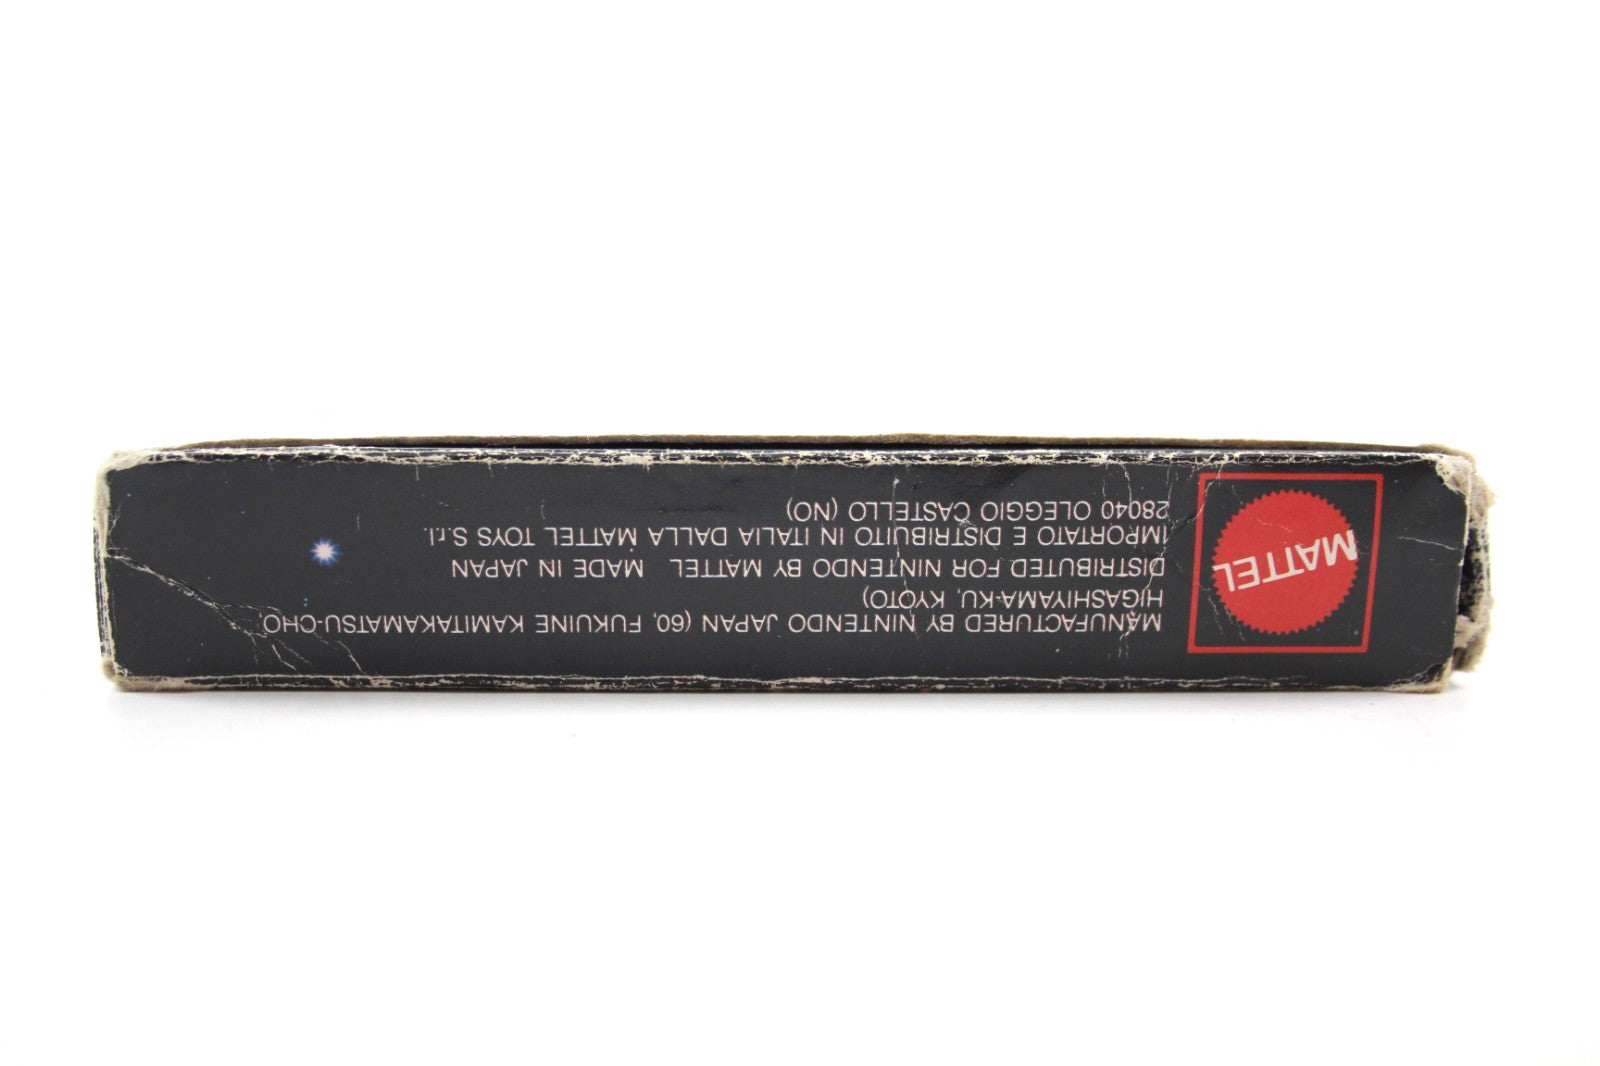 MATTEL
MANUFACTURED BY NINTENDO JAPAN (60, FUKUINE KAMITAKAMATSU-CHO,
HIGASHIYAMA-KU, KYOTO)
DISTRIBUTED FOR NINTENDO BY MATTEL MADE IN JAPAN
IMPORTATO E DISTRIBUITO IN ITALIA DALLA MATTEL TOYS S.r.l.
28040 OLEGGIO CASTELLO (NO)